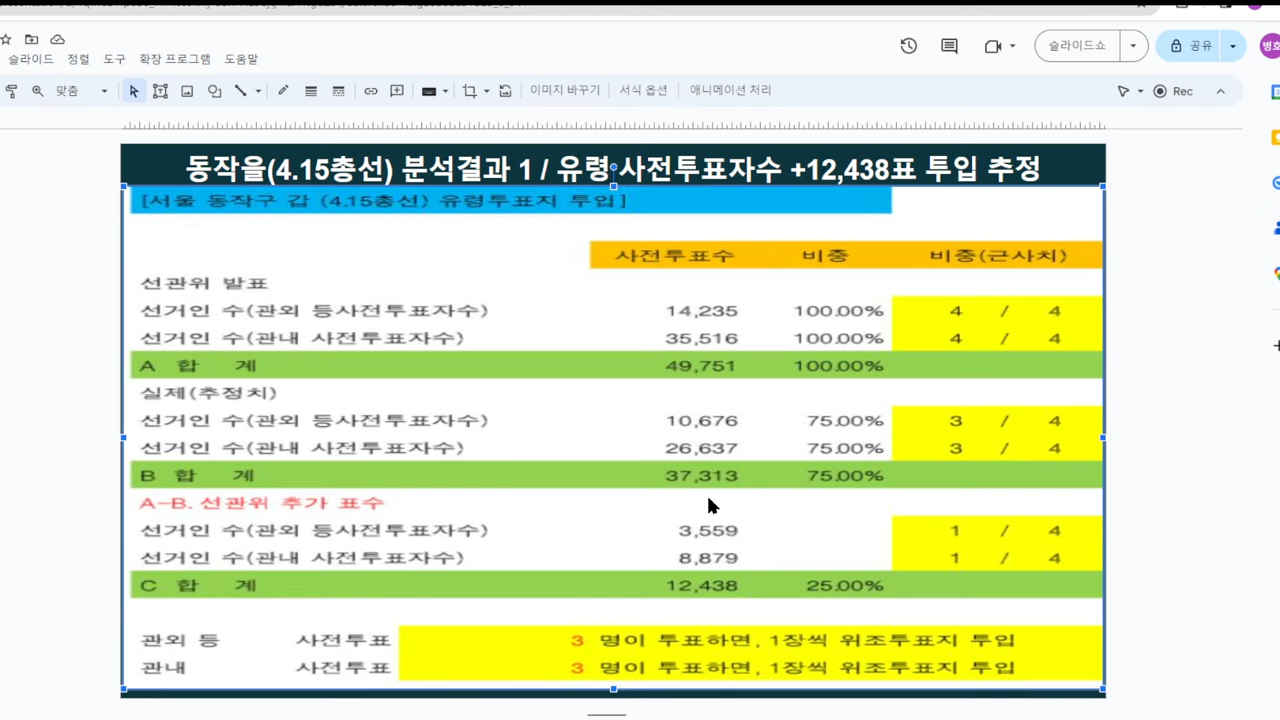 슬라이드 정렬 도구 확장 프로그램 도움말
슬라이드쇼
공유
병호
맞춤
이미지 바꾸기 서식 옵션 애니메이션 처리
Rec
동작을(4.15총선) 분석결과 1 / 유령 사전투표자수 +12,438표 투입 추정
[서울 동작구 갑 (4.15총선) 유령투표지 투입]
사전투표수 비중 비중(근사치)
선관위 발표
선거인 수(관외 등사전투표자수) 14,235 100.00% 4 / 4
선거인 수(관내 사전투표자수) 35,516 100.00% 4 / 4
A 합 계 49,751 100.00%
실제(추정치)
선거인 수(관외 등사전투표자수) 10,676 75.00% 3 / 4
선거인 수(관내 사전투표자수) 26,637 75.00% 3 / 4
B 합 계 37,313 75.00%
A-B. 선관위 추가 표수
선거인 수(관외 등사전투표자수) 3,559 1 / 4
선거인 수(관내 사전투표자수) 8,879 1 / 4
C 합 계 12,438 25.00%
관외 등 사전투표 3 명이 투표하면, 1장씩 위조투표지 투입
관내 사전투표 3 명이 투표하면, 1장씩 위조투표지 투입